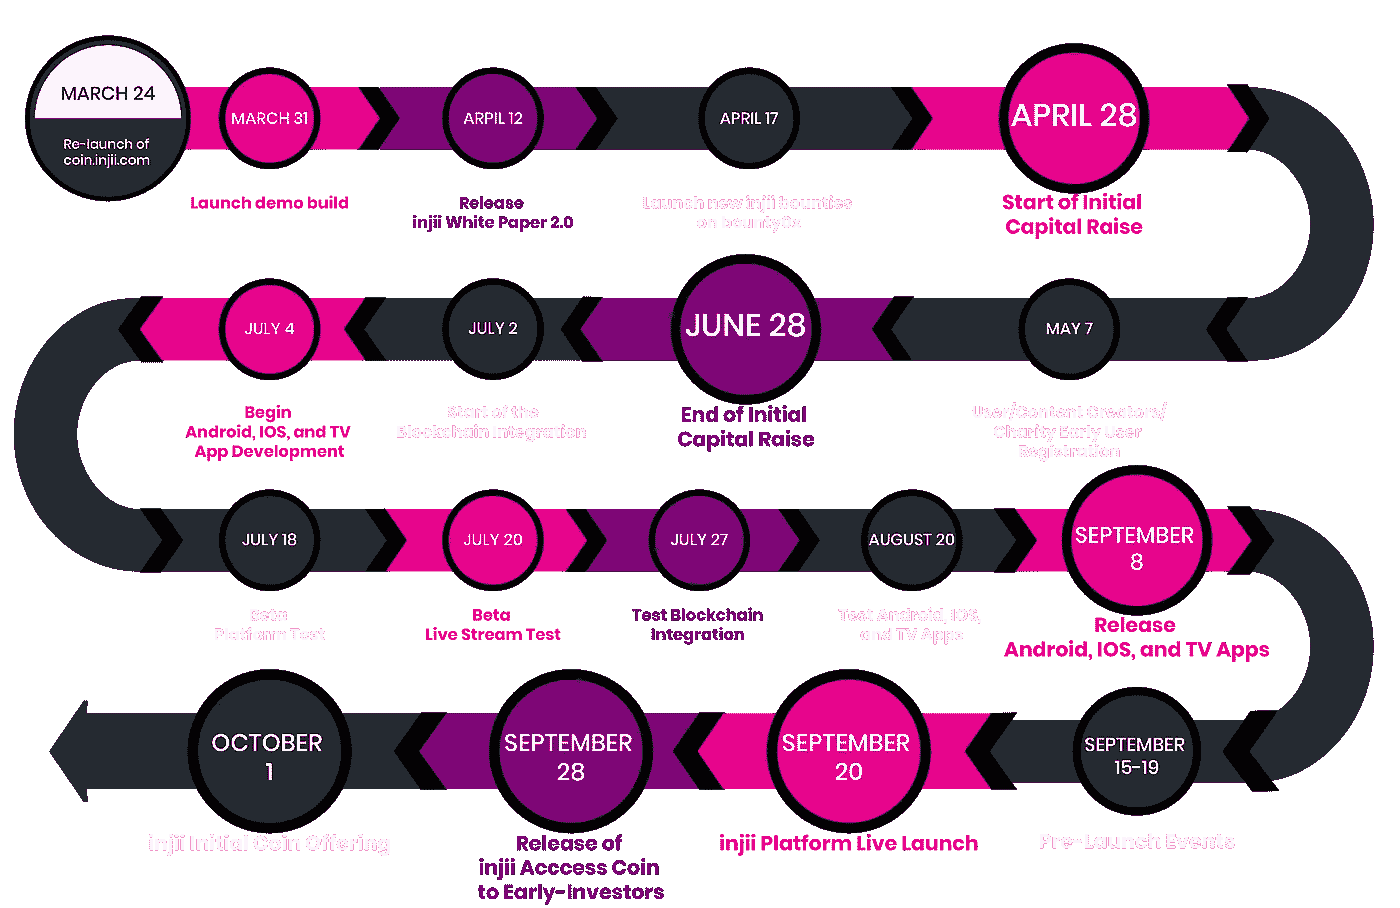 MARCH 24
Re-launch of
coin.injii.com
MARCH 31
Launch demo build
ARPIL 12
Release
injii White Paper 2.0
APRIL 17
Launch new injii bounties
on
APRIL 28
Start of Initial
Capital Raise
MAY 7
User/Content Creators/
Charity Early User
Registration
JUNE 28
End of Initial
Capital Raise
JULY 2
Start of the
Blockchain Integration
JULY 4
Begin
Android, IOS, and TV
App Development
JULY 18
Platform Test
JULY 20
Beta
Live Stream Test
JULY 27
Test Blockchain
Integration
AUGUST 20
Test Android, IOS,
and TV Apps
SEPTEMBER
8
Release
Android, IOS, and TV Apps
SEPTEMBER
15-19
Pre-Launch Events
SEPTEMBER
20
injii Platform Live Launch
SEPTEMBER
28
Release of
injii Acccess Coin
to Early-Investors
OCTOBER
1
injii Initial Coin Offering